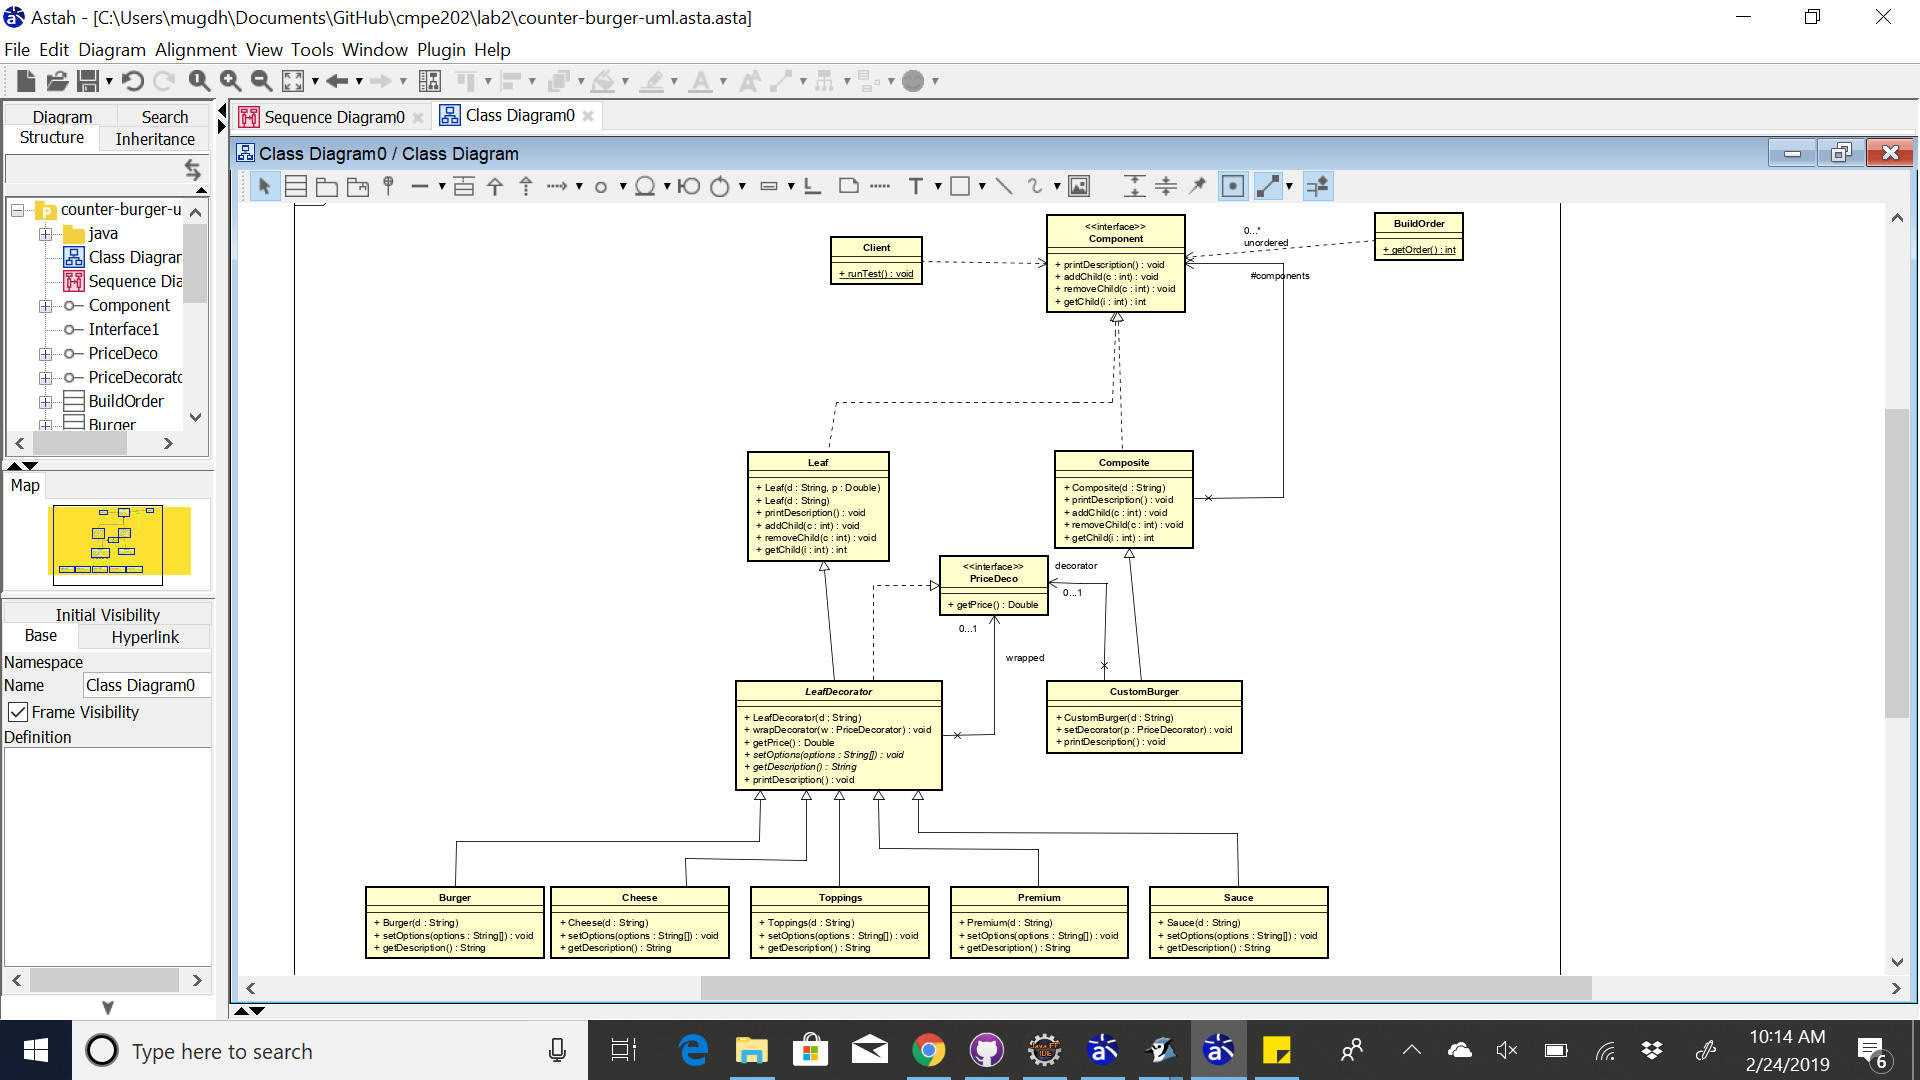 Astah - [C:\Users\mugdh\Documents\GitHub\cmpe202\lab2\counter-burger-uml.asta.asta]
File Edit Diagram Alignment View Tools Window Plugin Help
Diagram Search
Structure Inheritance
counter-burger-u
java
Class Diagrar
Sequence Dia
Component
Interface1
PriceDeco
PriceDecorato
BuildOrder
Burger
Map
Initial Visibility
Base Hyperlink
Namespace
Name Class Diagram0
Frame Visibility
Definition
Sequence Diagram0
Class Diagram0
Class Diagram0 / Class Diagram
Client
+ runTest() : void
<<interface>>
Component
+ printDescription() : void
+ addChild(c : int) : void
+ removeChild(c : int) : void
+ getChild(i : int) : int
0...*
unordered
#components
BuildOrder
+ getOrder() : int
Leaf
+ Leaf(d : String, p : Double)
+ Leaf(d : String)
+ printDescription() : void
+ addChild(c : int) : void
+ removeChild(c : int) : void
+ getChild(i : int) : int
Composite
+ Composite(d : String)
+ printDescription() : void
+ addChild(c : int) : void
+ removeChild(c : int) : void
+ getChild(i : int) : int
<<interface>>
PriceDeco
+ getPrice() : Double
decorator
0...1
0...1
wrapped
LeafDecorator
+ LeafDecorator(d : String)
+ wrapDecorator(w : PriceDecorator) : void
+ getPrice() : Double
+ setOptions(options : String[]) : void
+ getDescription() : String
+ printDescription() : void
CustomBurger
+ CustomBurger(d : String)
+ setDecorator(p : PriceDecorator) : void
+ printDescription() : void
Burger
+ Burger(d : String)
+ setOptions(options : String[]) : void
+ getDescription() : String
Cheese
+ Cheese(d : String)
+ setOptions(options : String[]) : void
+ getDescription() : String
Toppings
+ Toppings(d : String)
+ setOptions(options : String[]) : void
+ getDescription() : String
Premium
+ Premium(d : String)
+ setOptions(options : String[]) : void
+ getDescription() : String
Sauce
+ Sauce(d : String)
+ setOptions(options : String[]) : void
+ getDescription() : String
Type here to search
Java EE
IDE
10:14 AM
2/24/2019
6